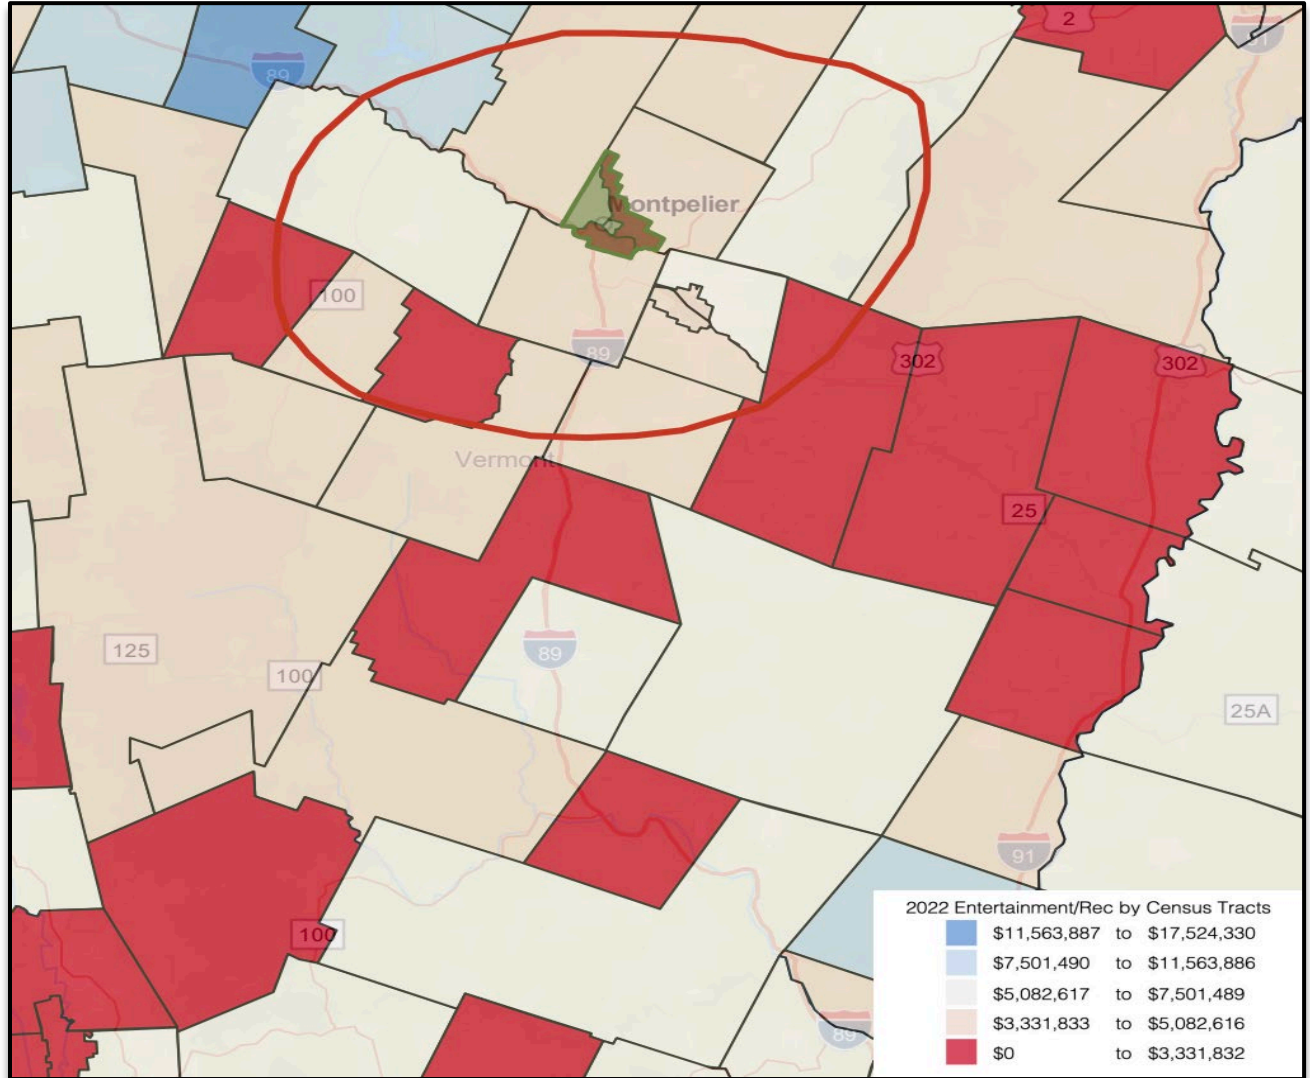 2
91
89
Montpelier
100
89
302
302
Vermont
25
89
125
100
25A
91
100
89
2022 Entertainment/Rec by Census Tracts
$11,563,887 to $17,524,330
$7,501,490 to $11,563,886
$5,082,617 to $7,501,489
$3,331,833 to $5,082,616
$0 to $3,331,832